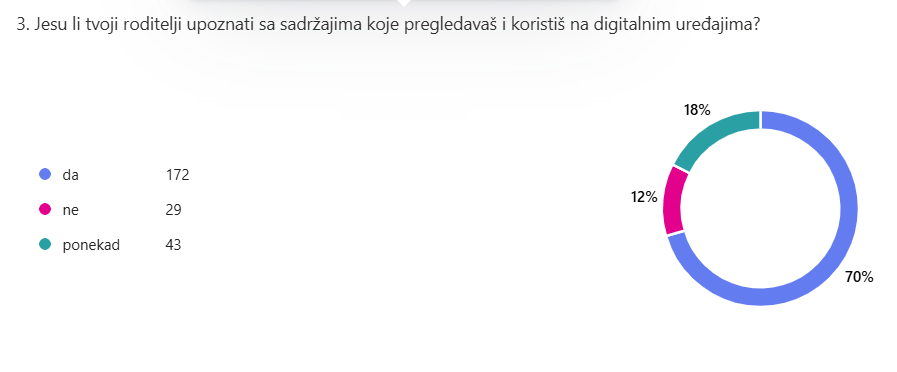 3. Jesu li tvoji roditelji upoznati sa sadržajima koje pregledavaš i koristiš na digitalnim uređajima?
18%
da 172
12%
ne 29
ponekad 43
70%